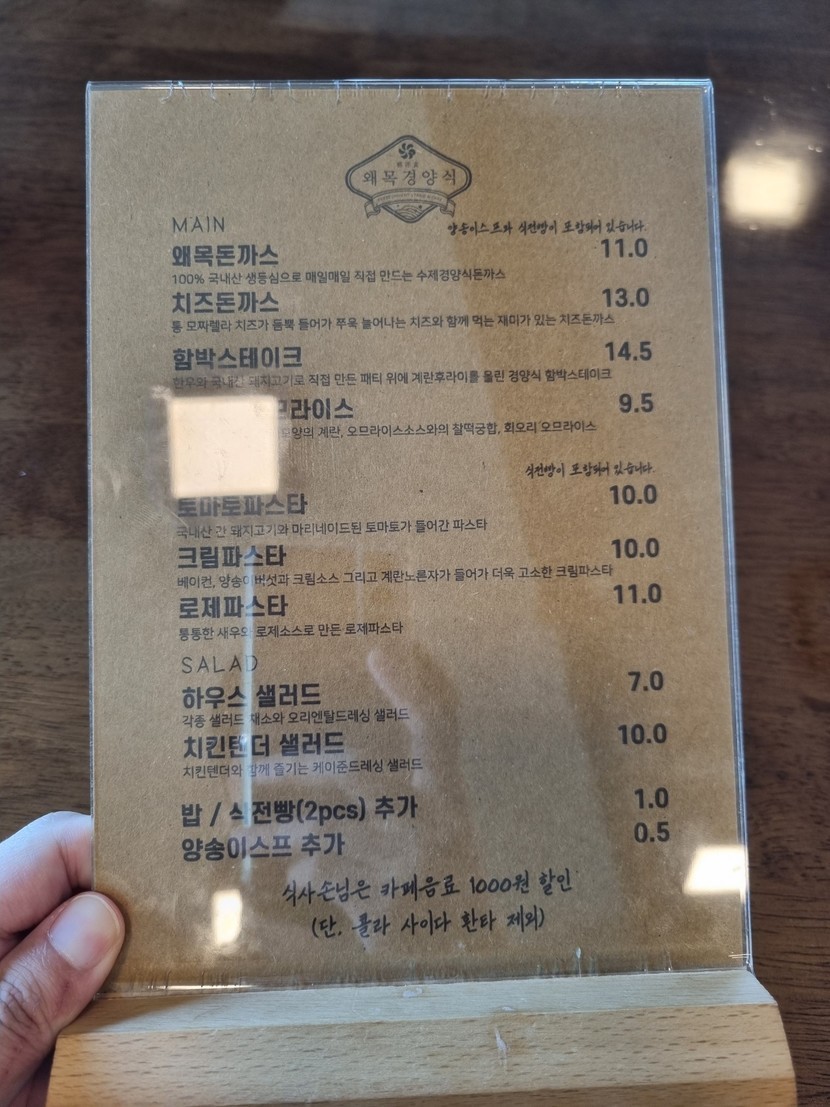 왜목경양식
MAIN
양송이스프와 식전빵이 포함되어 있습니다.
왜목돈까스 11.0
100% 국내산 생등심으로 매일매일 직접 만드는 수제경양식돈까스
치즈돈까스 13.0
통 모짜렐라 치즈가 듬뿍 들어가 쭈욱 늘어나는 치즈와 함께 먹는 재미가 있는 치즈돈까스
함박스테이크 14.5
한우와 국내산 돼지고기로 직접 만든 패티 위에 계란후라이를 올린 경양식 함박스테이크
므라이스 9.5
모양의 계란, 오므라이스소스와의 찰떡궁합, 회오리 오므라이스
식전빵이 포함되어 있습니다.
토마토파스타 10.0
국내산 간 돼지고기와 마리네이드된 토마토가 들어간 파스타
크림파스타 10.0
베이컨, 양송이버섯과 크림소스 그리고 계란노른자가 들어가 더욱 고소한 크림파스타
로제파스타 11.0
통통한 새우와 로제소스로 만든 로제파스타
SALAD
하우스 샐러드 7.0
각종 샐러드 채소와 오리엔탈드레싱 샐러드
치킨텐더 샐러드 10.0
치킨텐더와 함께 즐기는 케이준드레싱 샐러드
밥 / 식전빵(2pcs) 추가 1.0
양송이스프 추가 0.5
식사손님은 카페음료 1000원 할인
(단, 콜라 사이다 환타 제외)